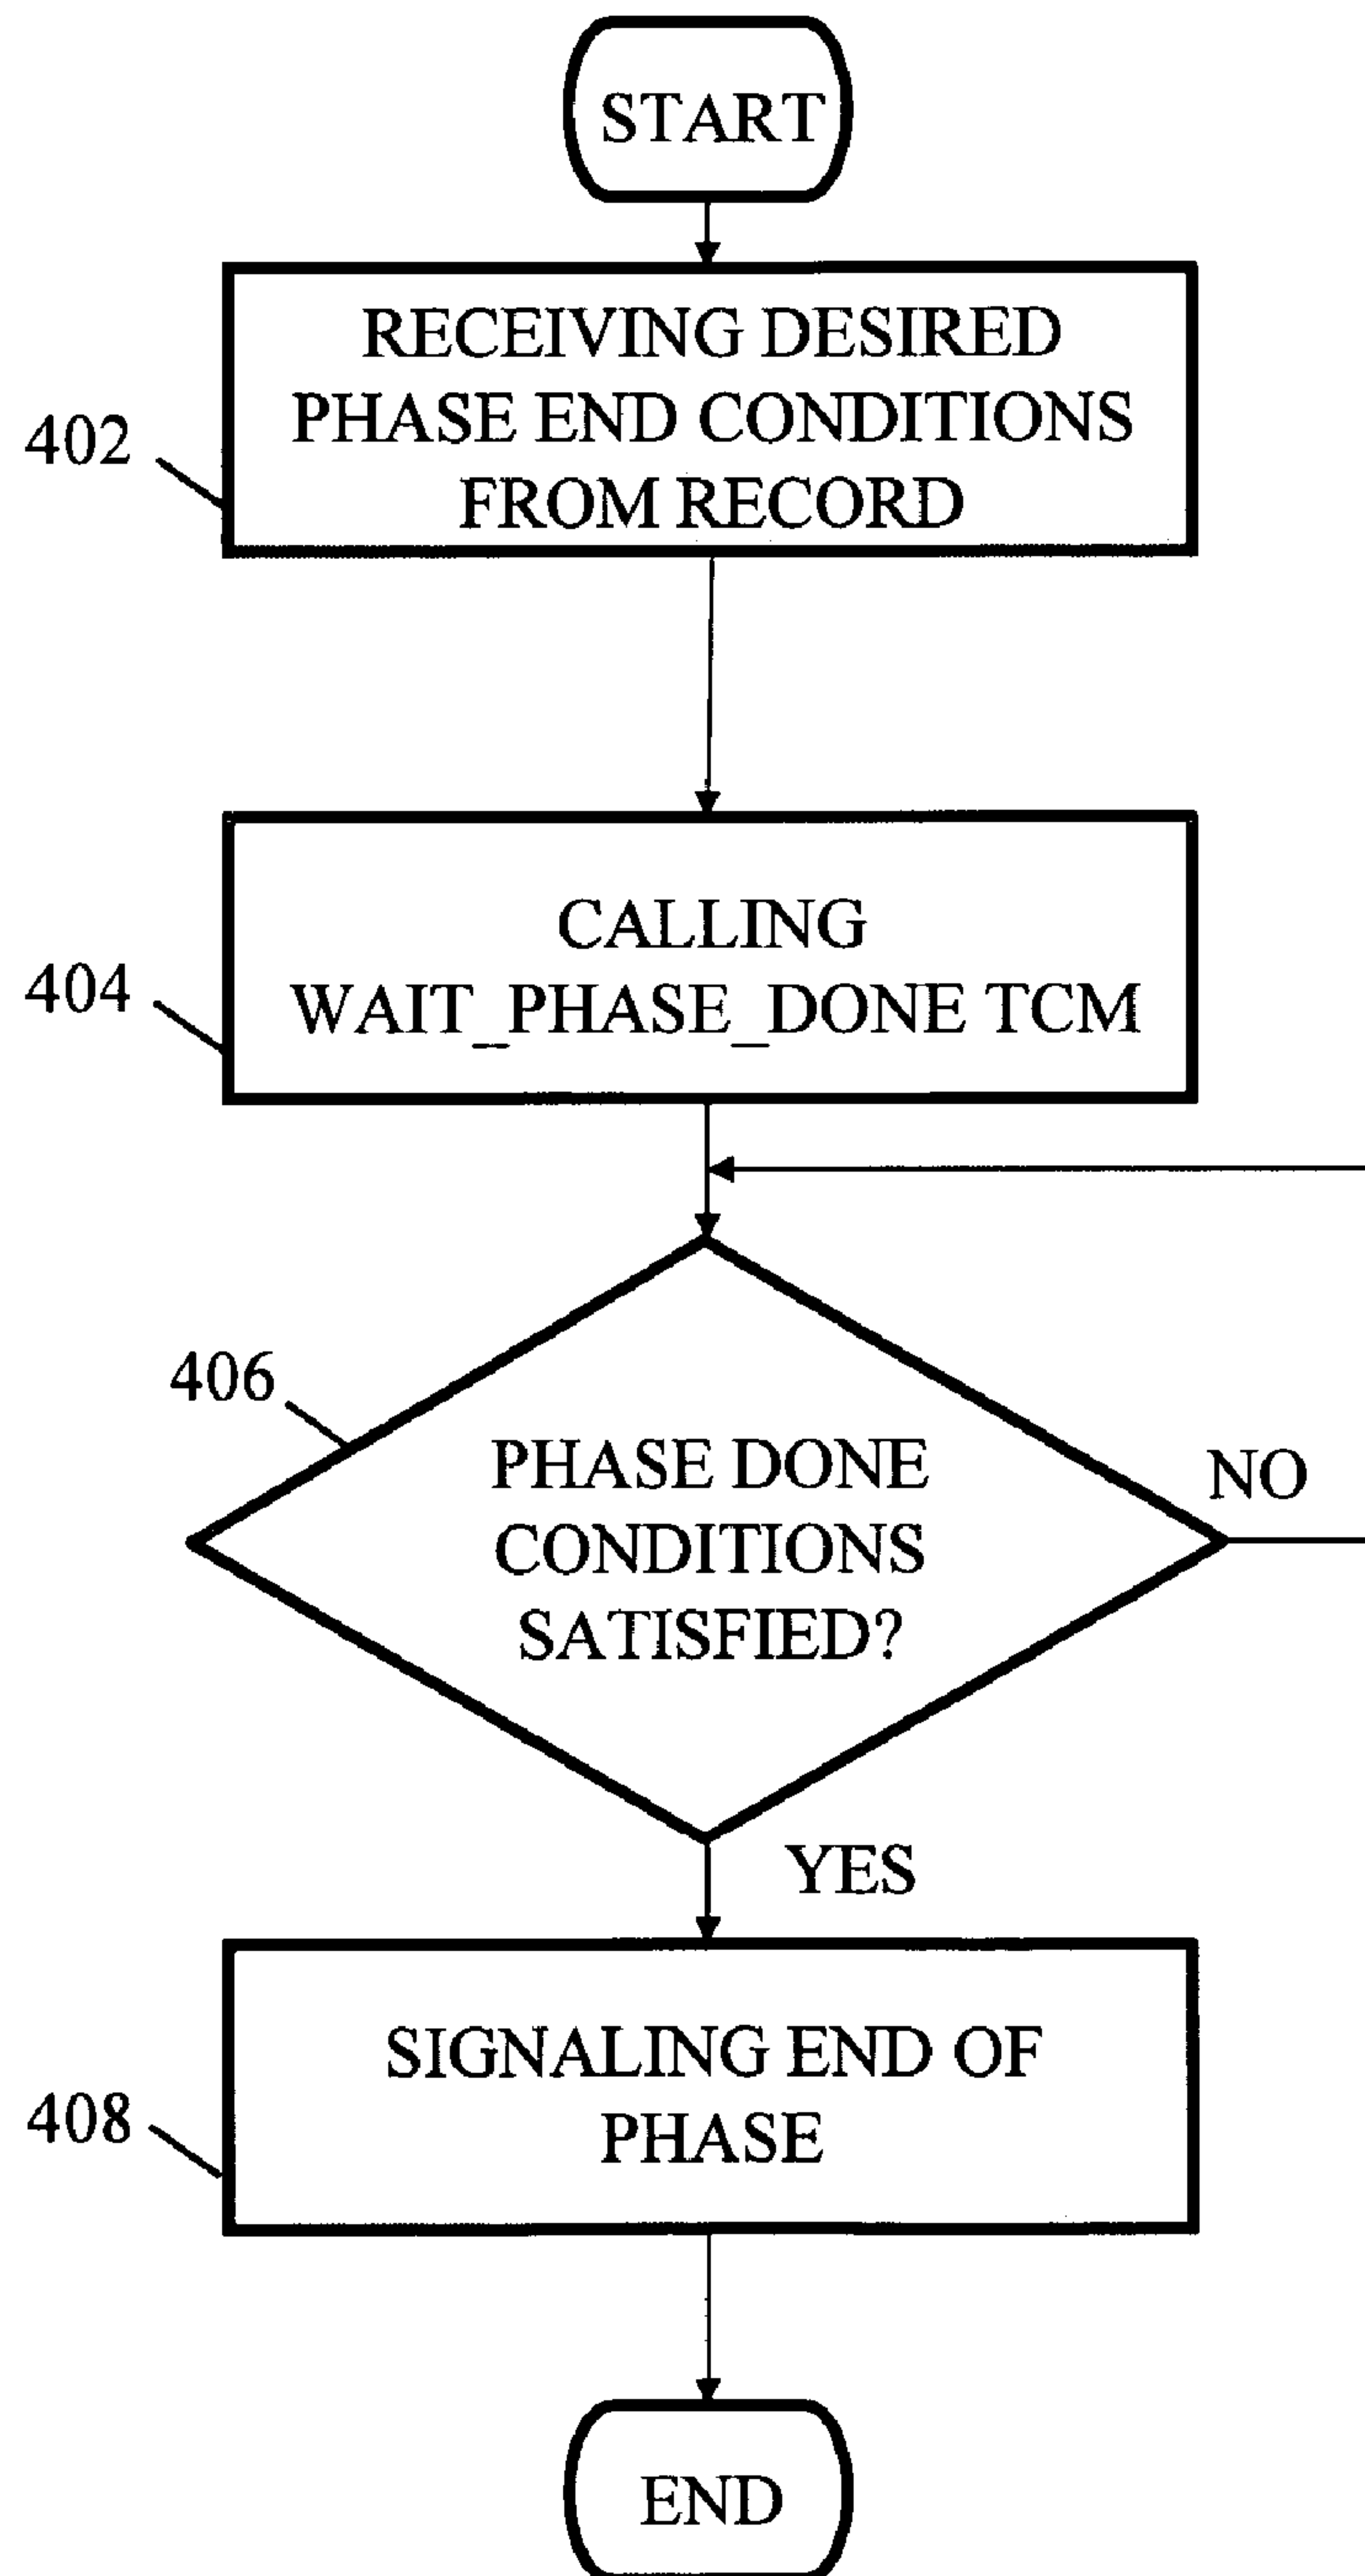 START
RECEIVING DESIRED
PHASE END CONDITIONS
FROM RECORD
402
CALLING
WAIT_PHASE_DONE TCM
404
406
PHASE DONE
CONDITIONS
SATISFIED?
NO
YES
SIGNALING END OF
PHASE
408
END